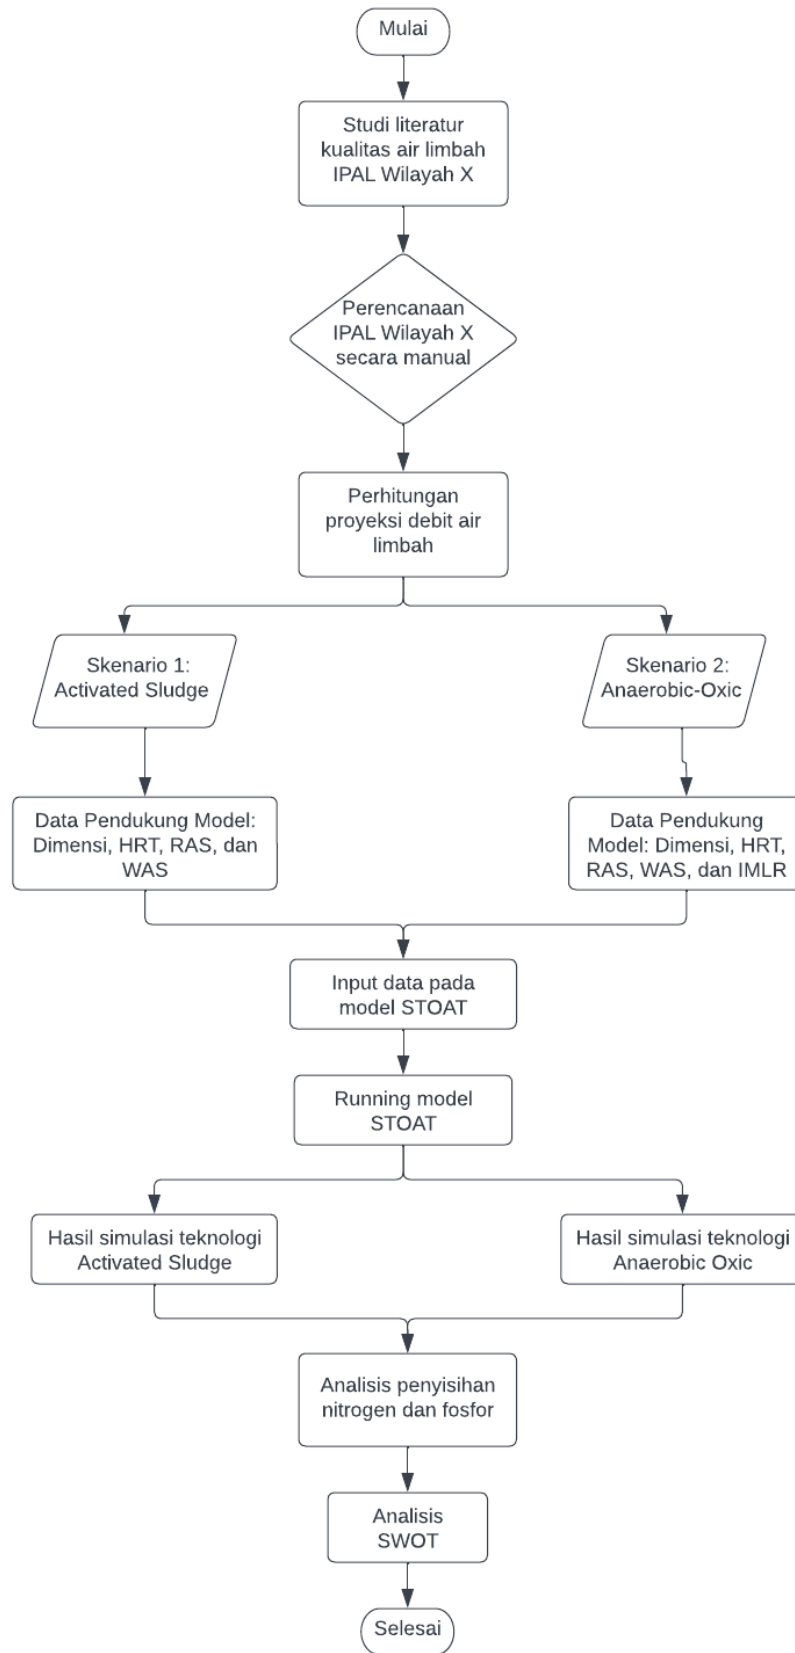 Mulai
Studi literatur
kualitas air limbah
IPAL Wilayah X
Perencanaan
IPAL Wilayah X
secara manual
Perhitungan
proyeksi debit air
limbah
Skenario 1:
Activated Sludge
Skenario 2:
Anaerobic-Oxic
Data Pendukung Model:
Dimensi, HRT, RAS, dan
WAS
Data Pendukung
Model: Dimensi, HRT,
RAS, WAS, dan IMLR
Input data pada
model STOAT
Running model
STOAT
Hasil simulasi teknologi
Activated Sludge
Hasil simulasi teknologi
Anaerobic Oxic
Analisis penyisihan
nitrogen dan fosfor
Analisis
SWOT
Selesai